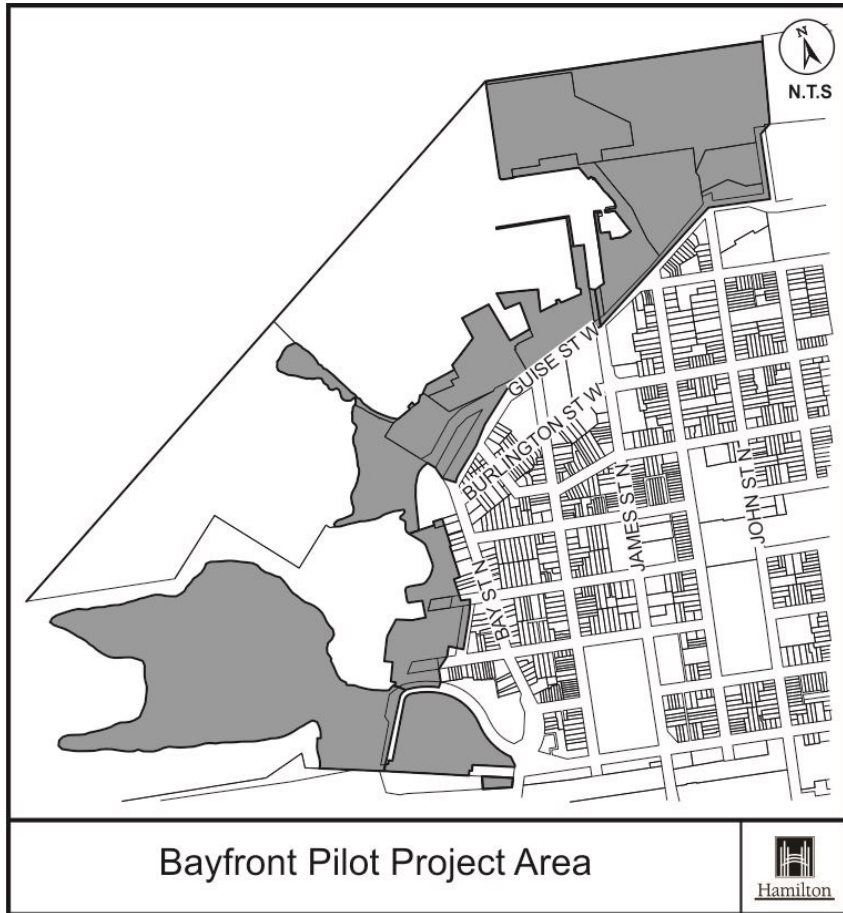 N
N.T.S
GUISE ST W
BURLINGTON ST W
JAMES ST N
JOHN ST N
BAY ST N
Bayfront Pilot Project Area
Hamilton